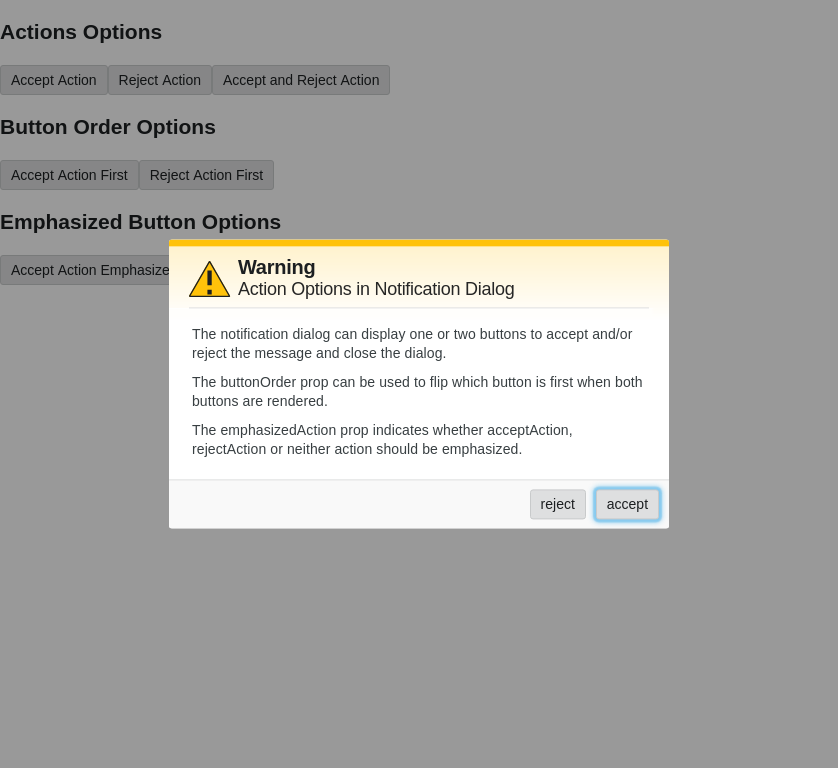 Actions Options
Accept Action Reject Action Accept and Reject Action
Button Order Options
Accept Action First Reject Action First
Emphasized Button Options
Accept Action Emphasize
Warning
Action Options in Notification Dialog
The notification dialog can display one or two buttons to accept and/or
reject the message and close the dialog.
The buttonOrder prop can be used to flip which button is first when both
buttons are rendered.
The emphasizedAction prop indicates whether acceptAction,
rejectAction or neither action should be emphasized.
reject accept